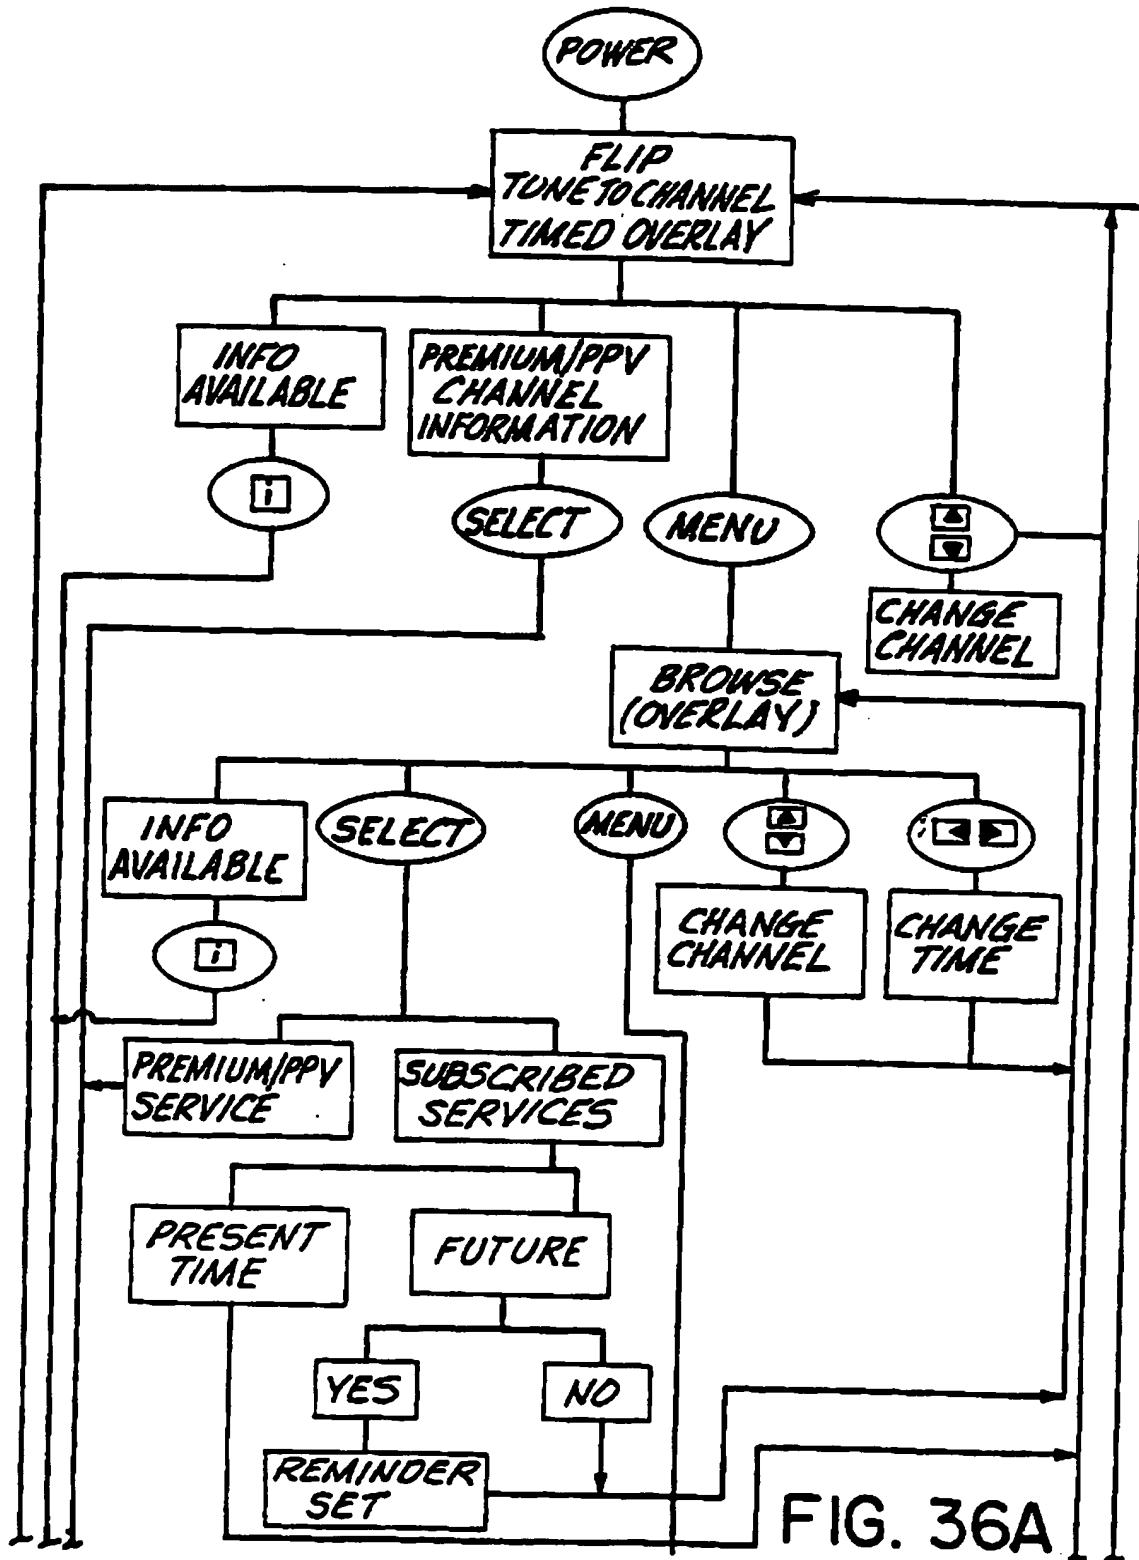 POWER
FLIP
TUNE TO CHANNEL
TIMED OVERLAY
INFO
AVAILABLE
PREMIUM/PPV
CHANNEL
INFORMATION
i
SELECT
MENU
CHANGE
CHANNEL
BROWSE
(OVERLAY)
INFO
AVAILABLE
SELECT
MENU
i
CHANGE
CHANNEL
CHANGE
TIME
PREMIUM/PPV
SERVICE
SUBSCRIBED
SERVICES
PRESENT
TIME
FUTURE
YES
NO
REMINDER
SET
FIG. 36A